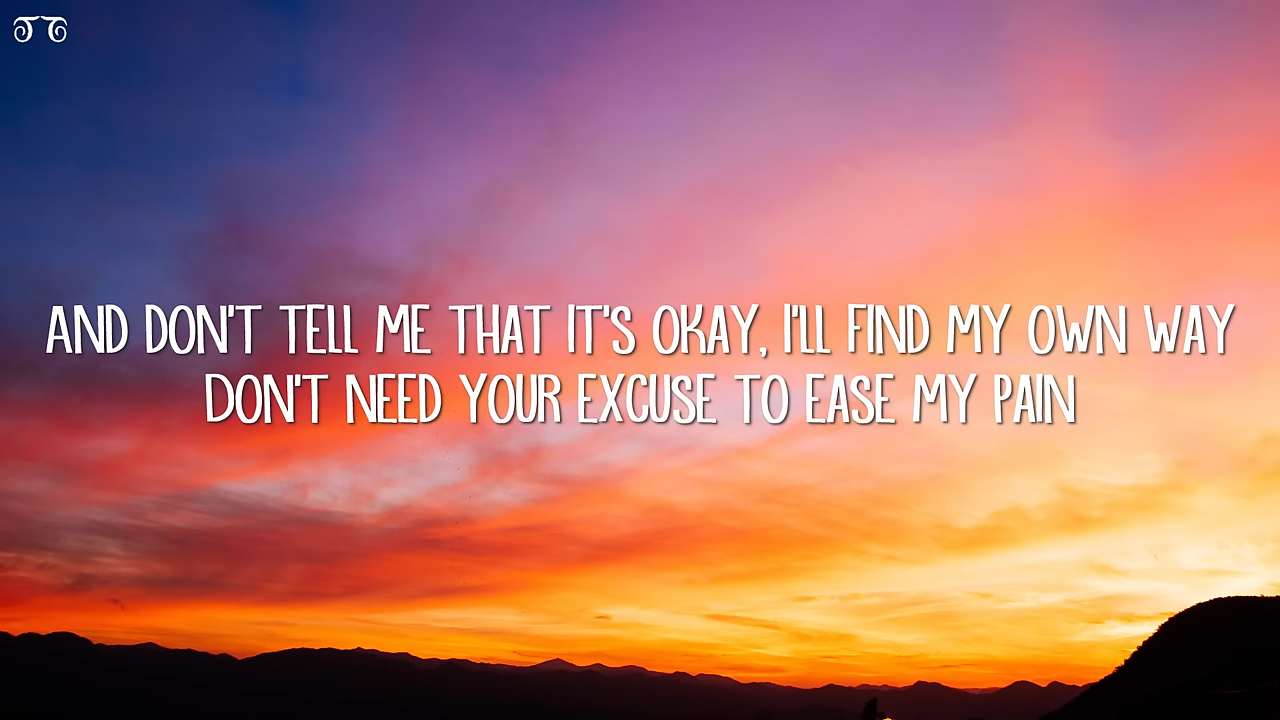 AND DON'T TELL ME THAT IT'S OKAY, I'LL FIND MY OWN WAY
DON'T NEED YOUR EXCUSE TO EASE MY PAIN